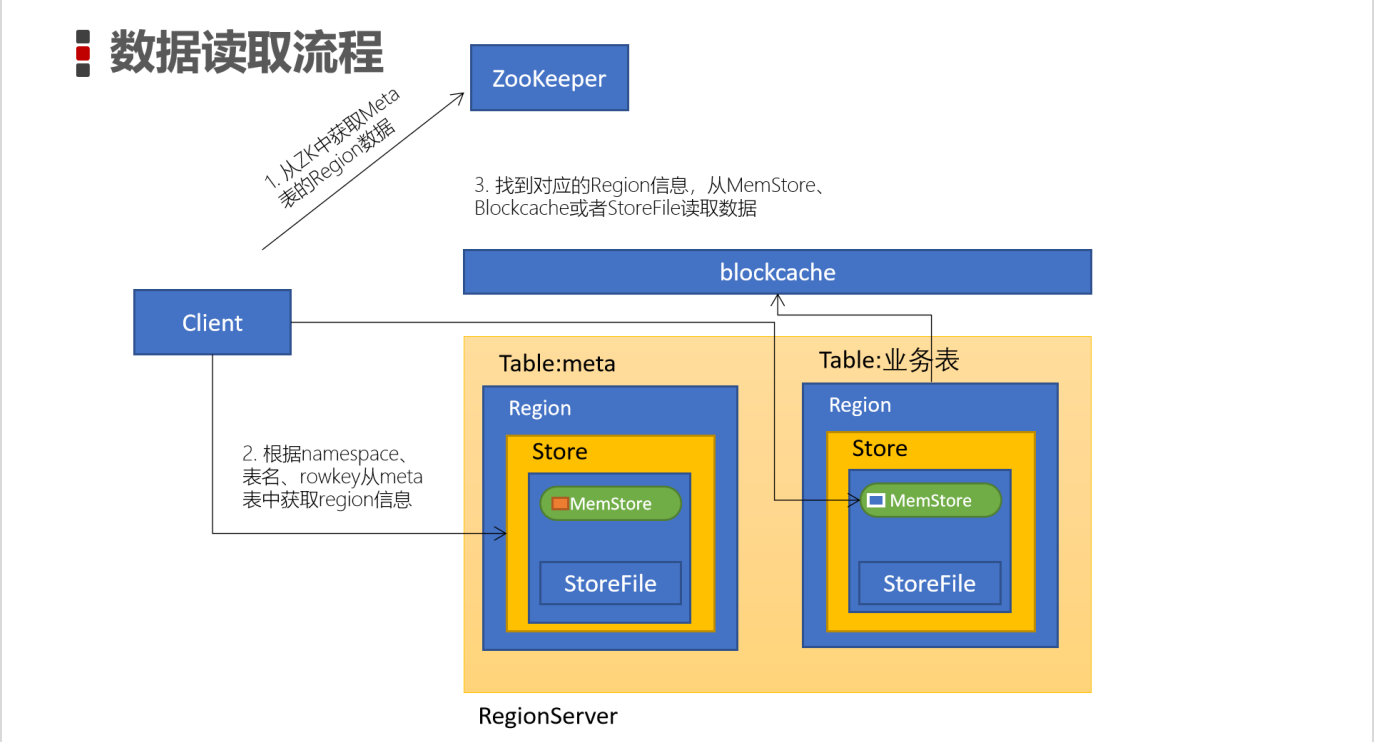 数据读取流程
ZooKeeper
1. 从ZK中获取Meta
表的Region数据
3. 找到对应的Region信息，从MemStore、
Blockcache或者StoreFile读取数据
blockcache
Client
Table:meta
Table:业务表
Region
Region
Store
Store
2. 根据namespace、
表名、rowkey从meta
表中获取region信息
MemStore
MemStore
StoreFile
StoreFile
RegionServer